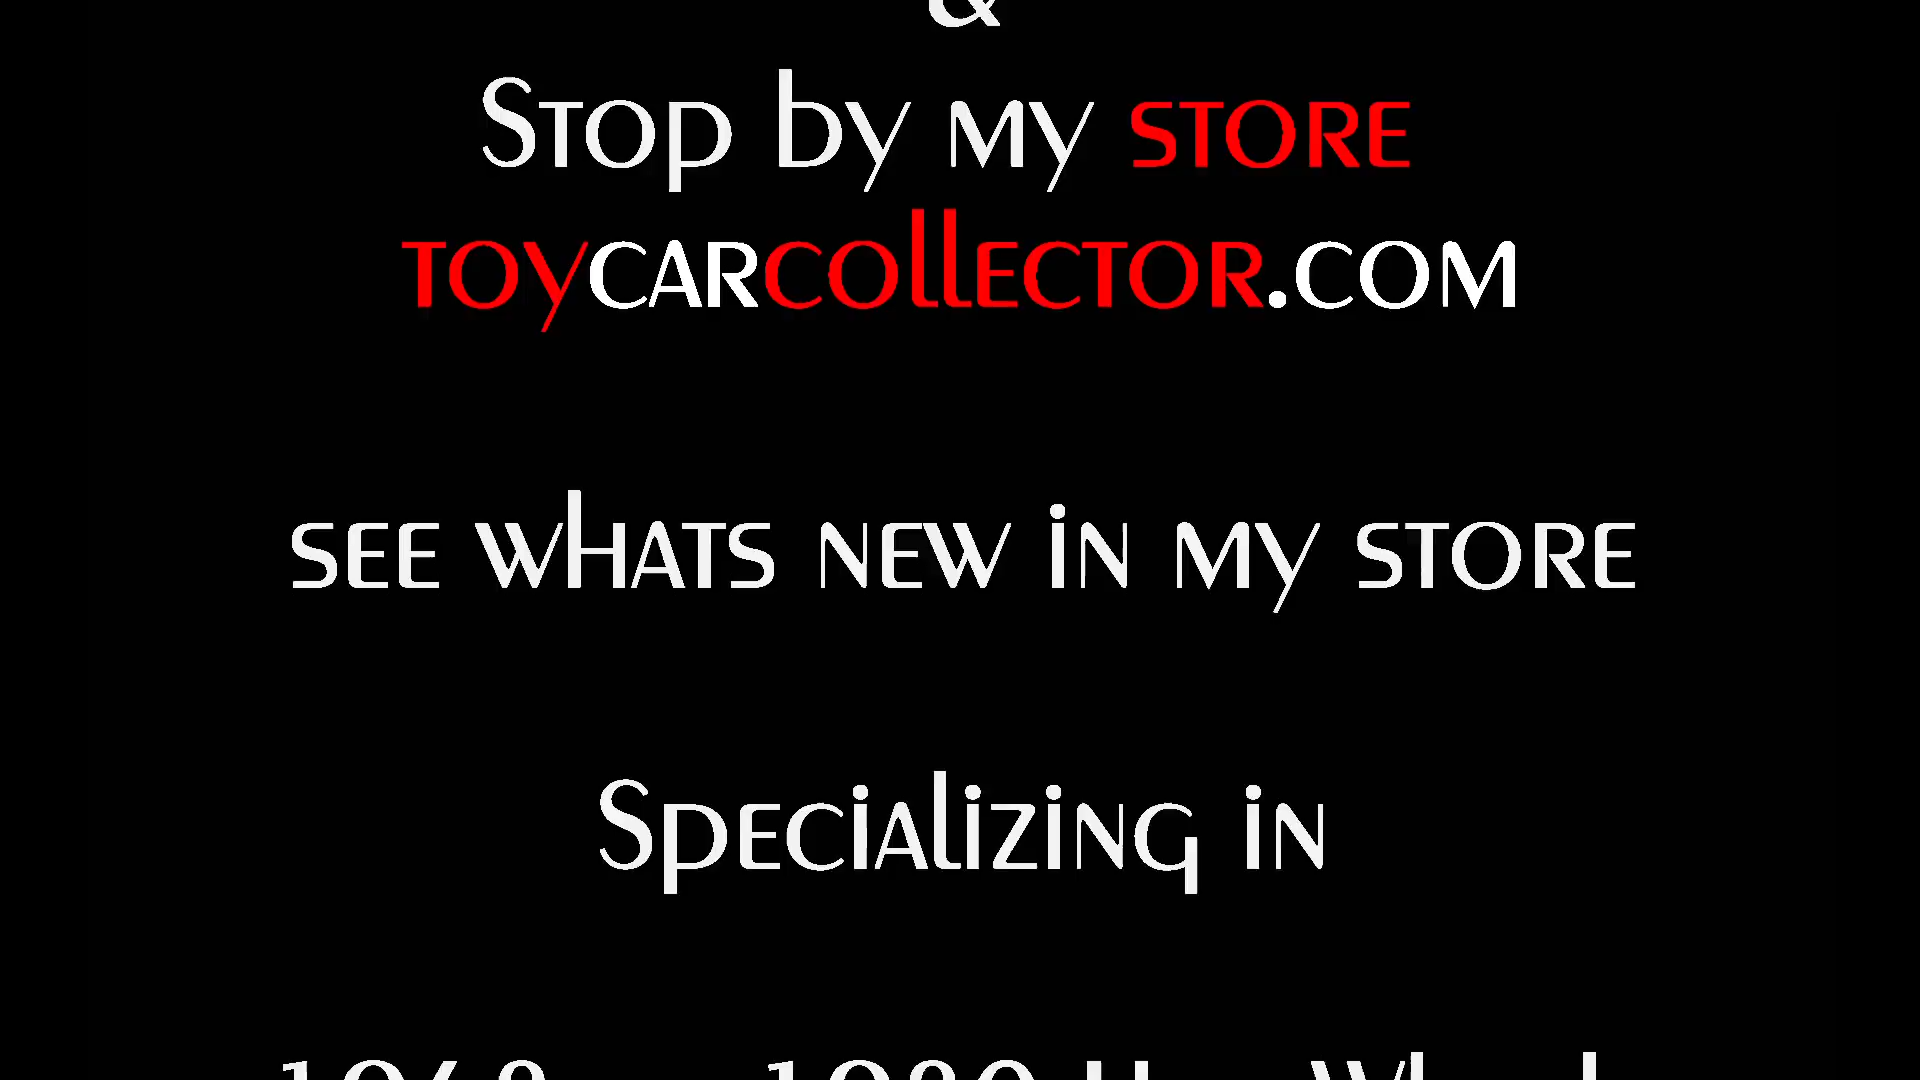 &
Stop by my store
toycarcollector.com
see whats new in my store
Specializing in